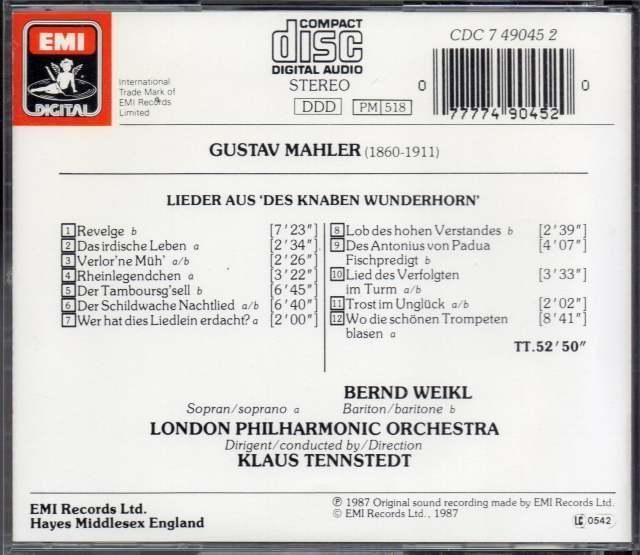 EMI
DIGITAL
International
Trade Mark of
EMI Records
Limited
COMPACT
disc
DIGITAL AUDIO
STEREO
DDD PM 518
CDC 7 49045 2
0 77774 90452 0
GUSTAV MAHLER (1860-1911)
LIEDER AUS 'DES KNABEN WUNDERHORN'
1 Revelge b [7'23"]
2 Das irdische Leben a [2'34"]
3 Verlor'ne Müh' a/b [2'26"]
4 Rheinlegendchen a [3'22"]
5 Der Tamboursg'sell b [6'45"]
6 Der Schildwache Nachtlied a/b [6'40"]
7 Wer hat dies Liedlein erdacht? a [2'00"]
8 Lob des hohen Verstandes b [2'39"]
9 Des Antonius von Padua [4'07"]
Fischpredigt b
10 Lied des Verfolgten [3'33"]
im Turm a/b
11 Trost im Unglück a/b [2'02"]
12 Wo die schönen Trompeten [8'41"]
blasen a
TT.52'50"
BERND WEIKL
Sopran/soprano a Bariton/baritone b
LONDON PHILHARMONIC ORCHESTRA
Dirigent/conducted by/Direction
KLAUS TENNSTEDT
EMI Records Ltd.
Hayes Middlesex England
℗ 1987 Original sound recording made by EMI Records Ltd.
© EMI Records Ltd., 1987
LC 0542